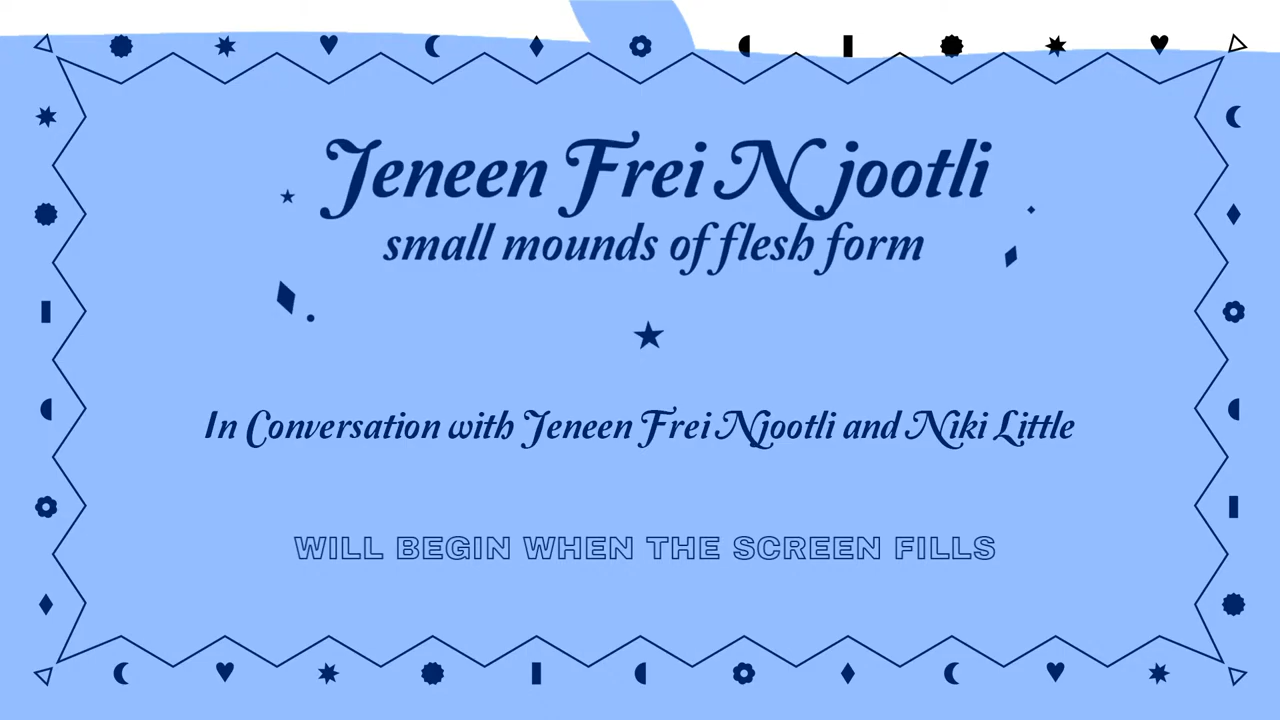 Jeneen Frei Njootli
small mounds of flesh form
In Conversation with Jeneen Frei Njootli and Niki Little
WILL BEGIN WHEN THE SCREEN FILLS